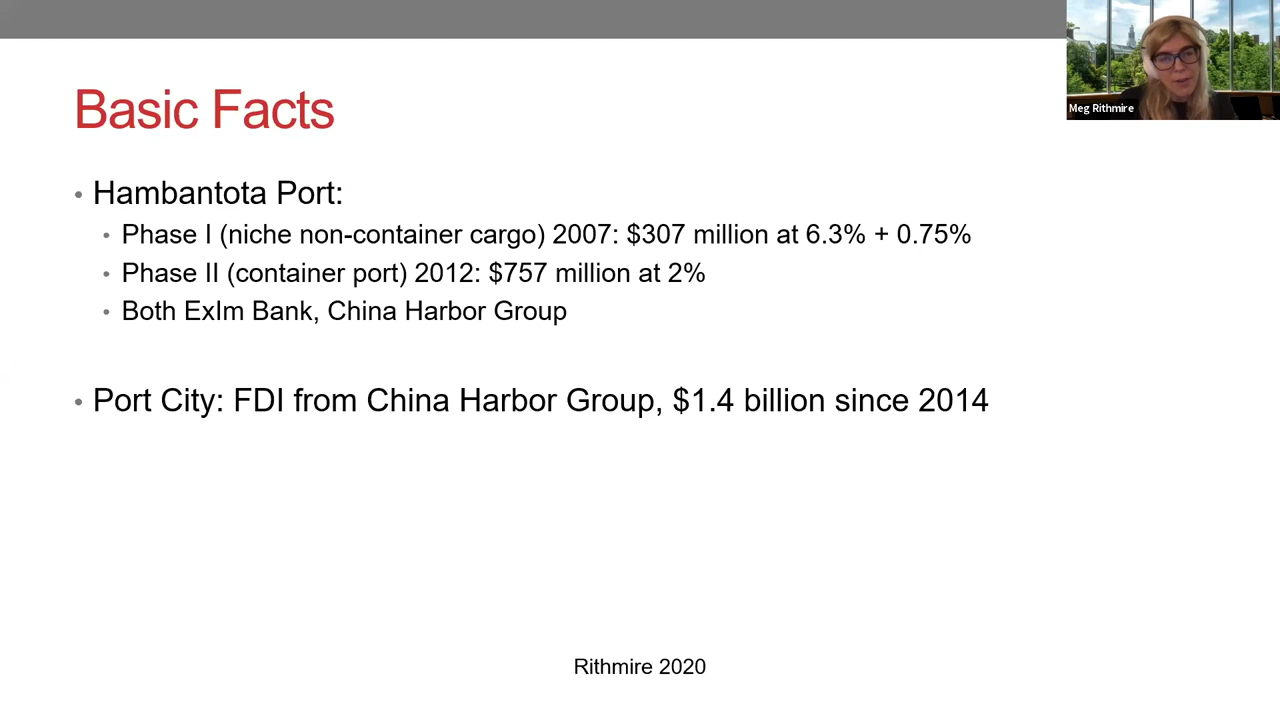 Meg Rithmire
Basic Facts
• Hambantota Port:
• Phase I (niche non-container cargo) 2007: $307 million at 6.3% + 0.75%
• Phase II (container port) 2012: $757 million at 2%
• Both ExIm Bank, China Harbor Group
• Port City: FDI from China Harbor Group, $1.4 billion since 2014
Rithmire 2020